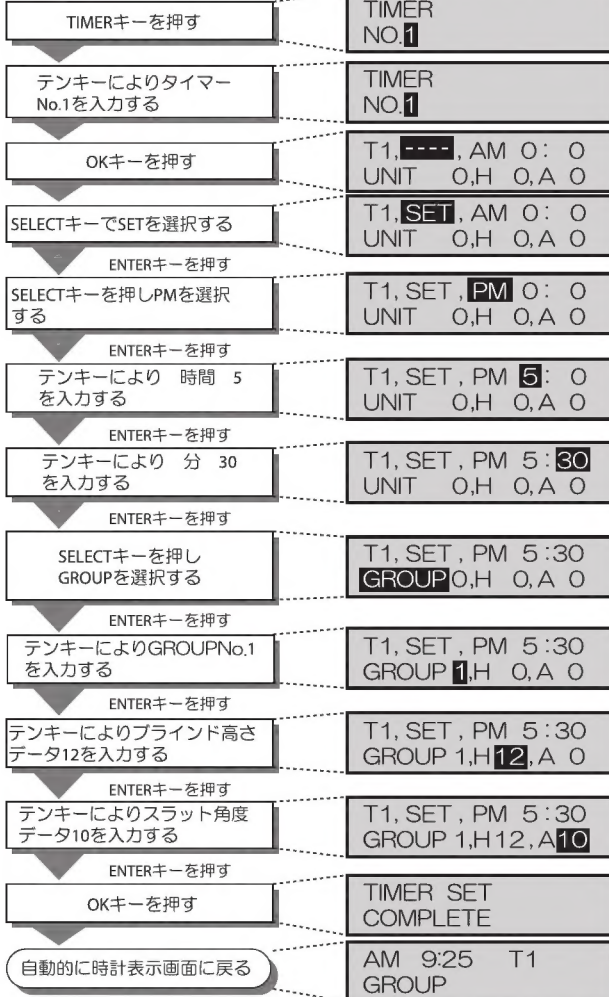 TIMERキーを押す
TIMER
NO.1
テンキーによりタイマー
No.1を入力する
TIMER
NO.1
OKキーを押す
T1,----, AM 0: 0
UNIT 0,H 0,A 0
SELECTキーでSETを選択する
T1,SET, AM 0: 0
UNIT 0,H 0,A 0
ENTERキーを押す
SELECTキーを押しPMを選択
する
T1, SET, PM 0: 0
UNIT 0,H 0,A 0
ENTERキーを押す
テンキーにより 時間 5
を入力する
T1, SET, PM 5: 0
UNIT 0,H 0,A 0
ENTERキーを押す
テンキーにより 分 30
を入力する
T1, SET, PM 5:30
UNIT 0,H 0,A 0
ENTERキーを押す
SELECTキーを押し
GROUPを選択する
T1, SET, PM 5:30
GROUP 0,H 0,A 0
ENTERキーを押す
テンキーによりGROUPNo.1
を入力する
T1, SET, PM 5:30
GROUP 1,H 0,A 0
ENTERキーを押す
テンキーによりブラインド高さ
データ12を入力する
T1, SET, PM 5:30
GROUP 1,H12,A 0
ENTERキーを押す
テンキーによりスラット角度
データ10を入力する
T1, SET, PM 5:30
GROUP 1,H12,A10
ENTERキーを押す
OKキーを押す
TIMER SET
COMPLETE
自動的に時計表示画面に戻る
AM 9:25 T1
GROUP